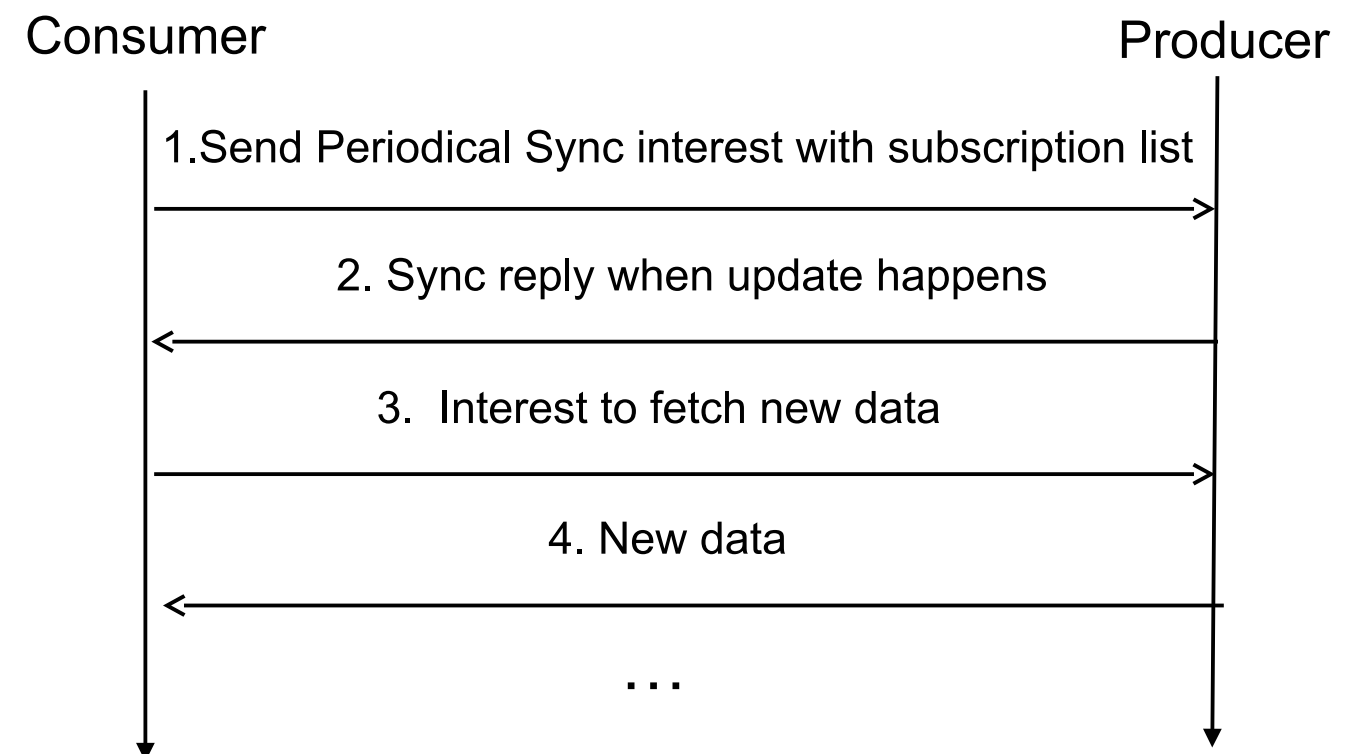 Consumer
Producer
1.Send Periodical Sync interest with subscription list
2. Sync reply when update happens
3. Interest to fetch new data
4. New data
...